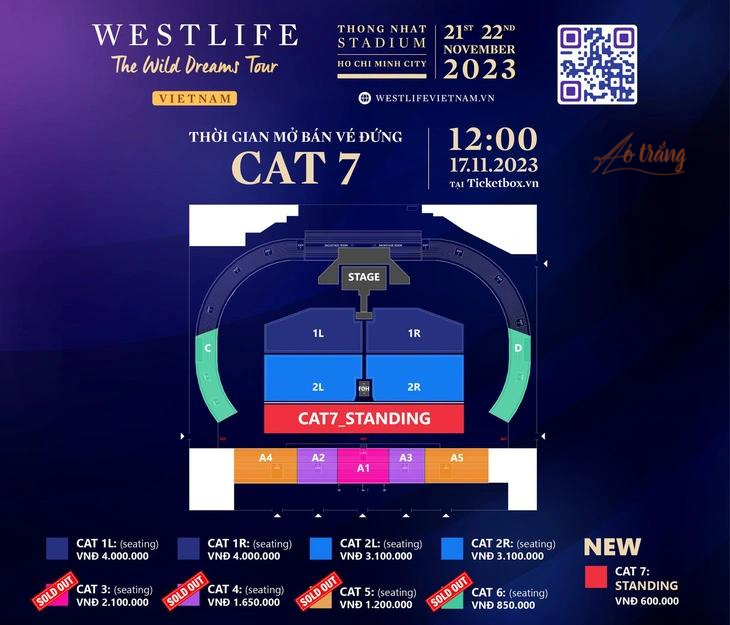 WESTLIFE
The Wild Dreams Tour
VIETNAM
THONG NHAT
STADIUM
HO CHI MINH CITY
21ST 22ND
NOVEMBER
2023
WESTLIFEVIETNAM.VN
THỜI GIAN MỞ BÁN VÉ ĐỨNG
CAT 7
12:00
17.11.2023
TẠI Ticketbox.vn
Áo trắng
STAGE
1L
1R
C
D
2L
FOH
2R
CAT7_STANDING
A4
A2
A1
A3
A5
CAT 1L: (seating)
VNĐ 4.000.000
CAT 1R: (seating)
VNĐ 4.000.000
CAT 2L: (seating)
VNĐ 3.100.000
CAT 2R: (seating)
VNĐ 3.100.000
SOLD OUT
CAT 3: (seating)
VNĐ 2.100.000
SOLD OUT
CAT 4: (seating)
VNĐ 1.650.000
SOLD OUT
CAT 5: (seating)
VNĐ 1.200.000
SOLD OUT
CAT 6: (seating)
VNĐ 850.000
NEW
CAT 7:
STANDING
VNĐ 600.000